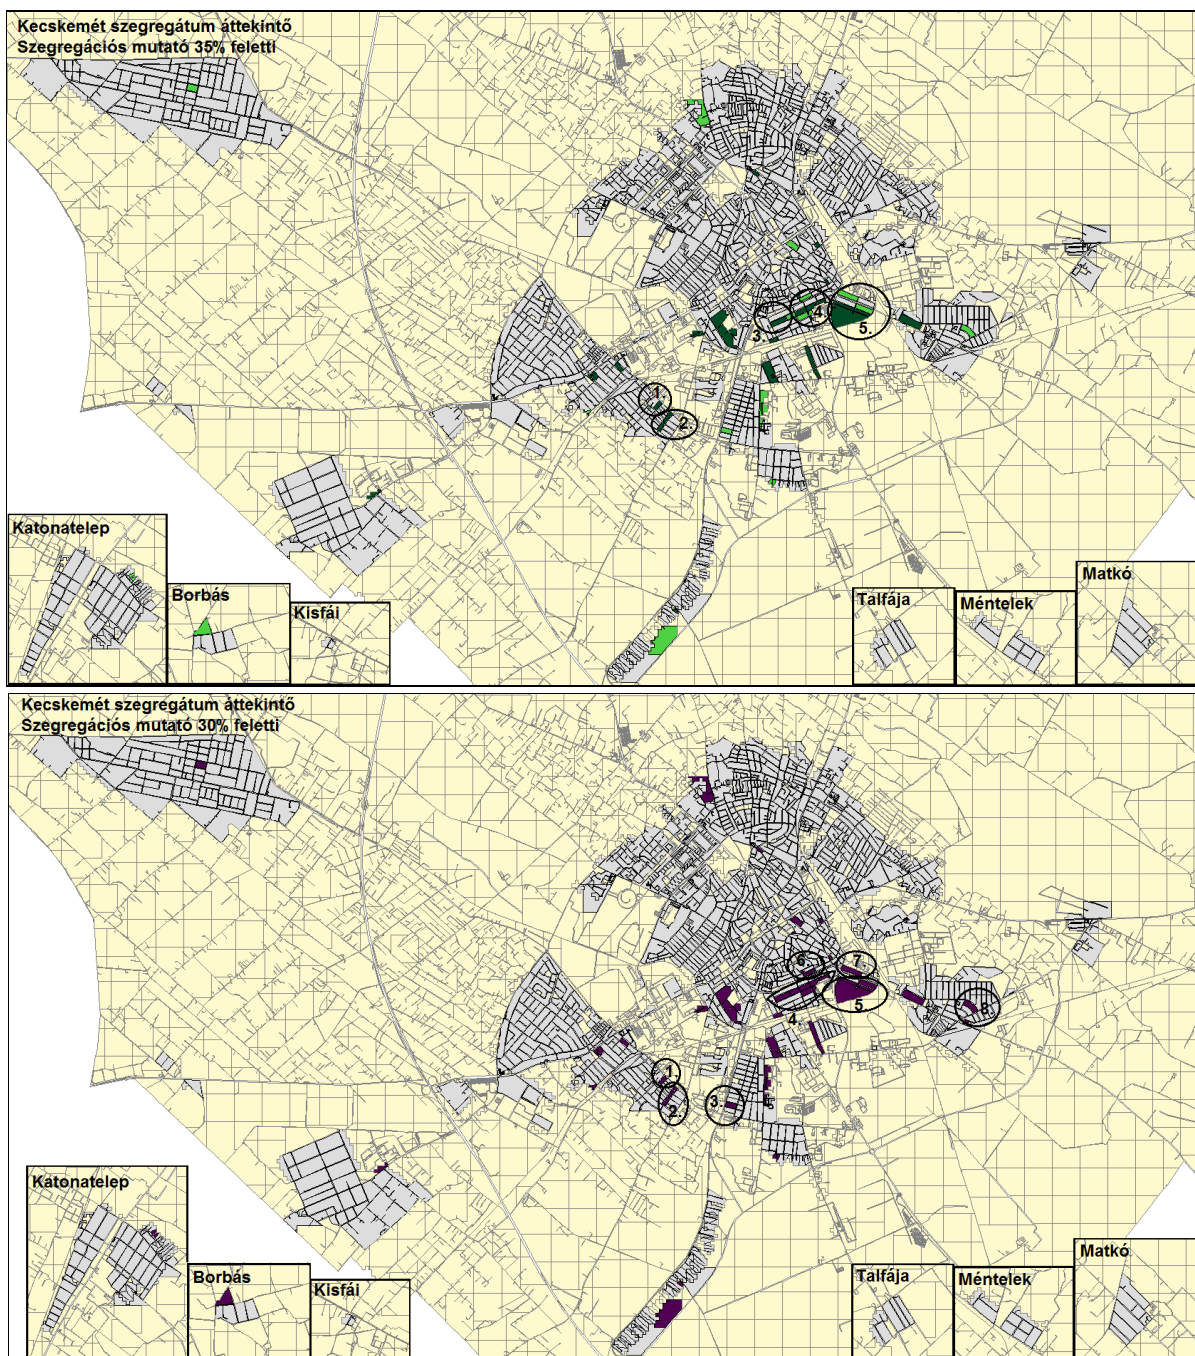 Kecskemét szegregátum áttekintő
Szegregációs mutató 35% feletti
3.
4.
5.
1.
2.
Katonatelep
Borbás
Kisfái
Talfája
Méntelek
Matkó
Kecskemét szegregátum áttekintő
Szegregációs mutató 30% feletti
6.
7.
4.
5.
8.
1.
2.
3.
Katonatelep
Borbás
Kisfái
Talfája
Méntelek
Matkó